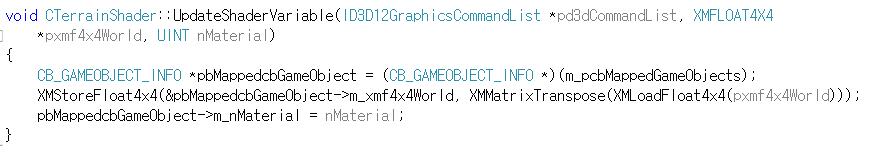 void CTerrainShader::UpdateShaderVariable(ID3D12GraphicsCommandList *pd3dCommandList, XMFLOAT4X4
*pxmf4x4World, UINT nMaterial)
{
CB_GAMEOBJECT_INFO *pbMappedcbGameObject = (CB_GAMEOBJECT_INFO *)(m_pcbMappedGameObjects);
XMStoreFloat4x4(&pbMappedcbGameObject->m_xmf4x4World, XMMatrixTranspose(XMLoadFloat4x4(pxmf4x4World)));
pbMappedcbGameObject->m_nMaterial = nMaterial;
}